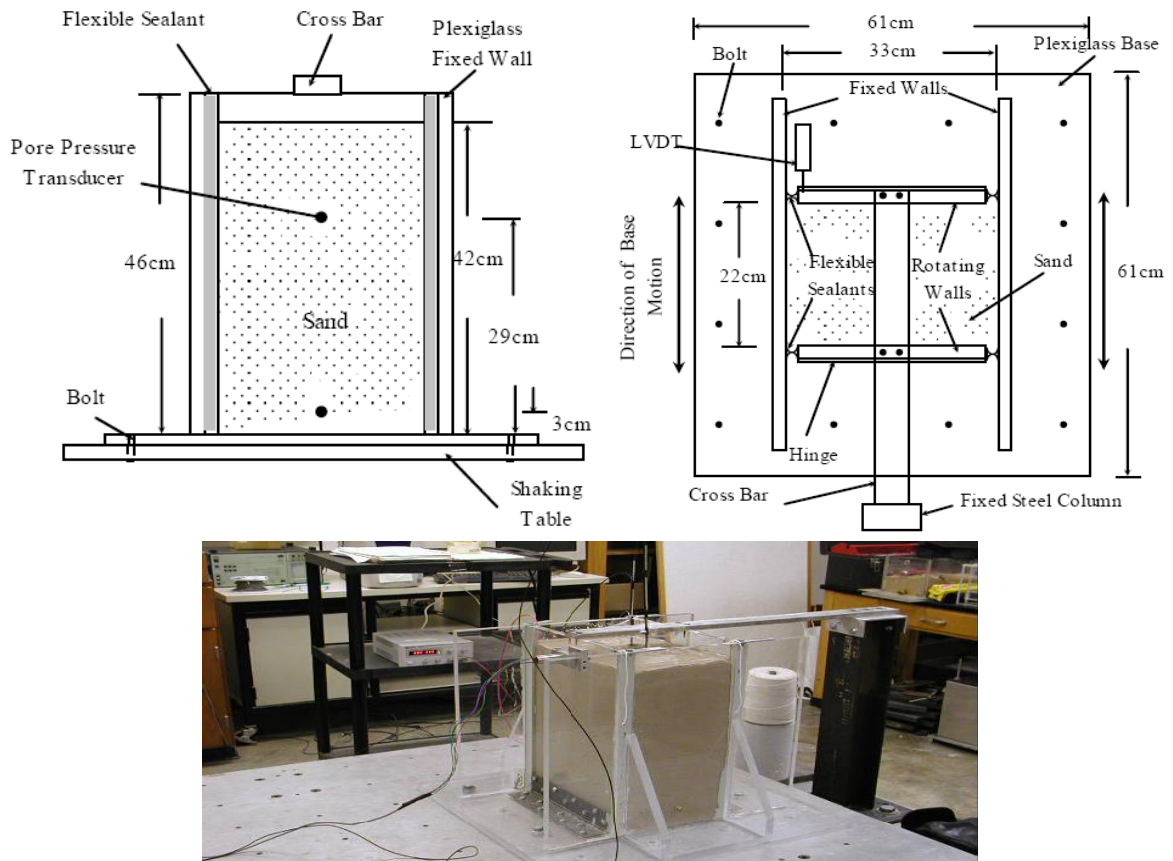 Flexible Sealant
Cross Bar
Plexiglass
Fixed Wall
Pore Pressure
Transducer
46cm
42cm
Sand
29cm
Bolt
3cm
Shaking
Table
61cm
33cm
Bolt
Plexiglass Base
Fixed Walls
LVDT
Direction of Base
Motion
22cm
Flexible
Sealants
Rotating
Walls
Sand
61cm
Hinge
Cross Bar
Fixed Steel Column